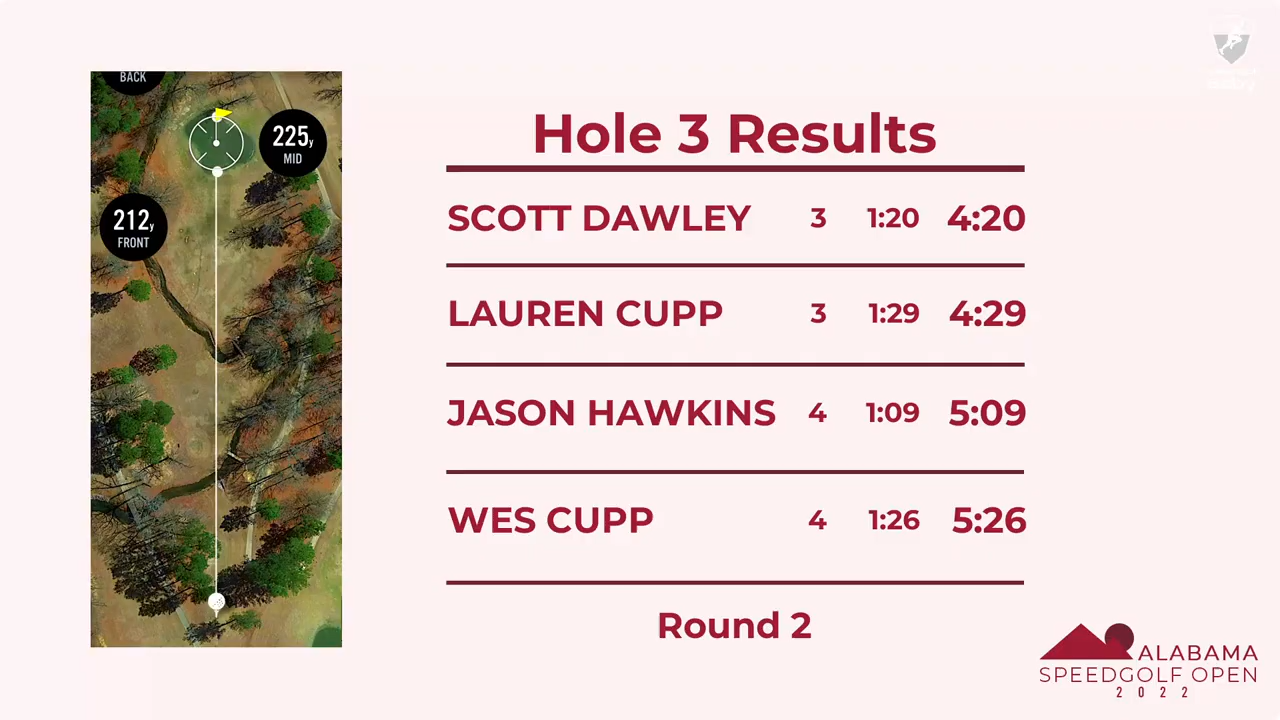 BACK
225y
MID
212y
FRONT
Hole 3 Results
SCOTT DAWLEY 3 1:20 4:20
LAUREN CUPP 3 1:29 4:29
JASON HAWKINS 4 1:09 5:09
WES CUPP 4 1:26 5:26
Round 2
ALABAMA
SPEEDGOLF OPEN
2022